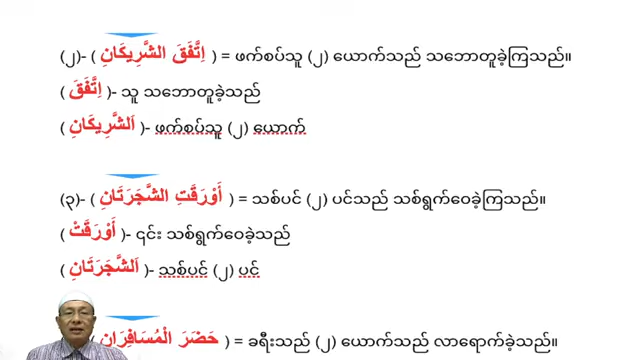 (၂)- ( اِتَّفَقَ الشَّرِيكَانِ ) = ဖက်စပ်သူ (၂) ယောက်သည် သဘောတူခဲ့ကြသည်။
( اِتَّفَقَ )- သူ သဘောတူခဲ့သည်
( اَلشَّرِيكَانِ )- ဖက်စပ်သူ (၂) ယောက်
(၃)- ( أَوْرَقَتِ الشَّجَرَتَانِ ) = သစ်ပင် (၂) ပင်သည် သစ်ရွက်ဝေခဲ့ကြသည်။
( أَوْرَقَتْ )- ၎င်း သစ်ရွက်ဝေခဲ့သည်
( اَلشَّجَرَتَانِ )- သစ်ပင် (၂) ပင်
( حَضَرَ الْمُسَافِرَانِ ) = ခရီးသည် (၂) ယောက်သည် လာရောက်ခဲ့သည်။